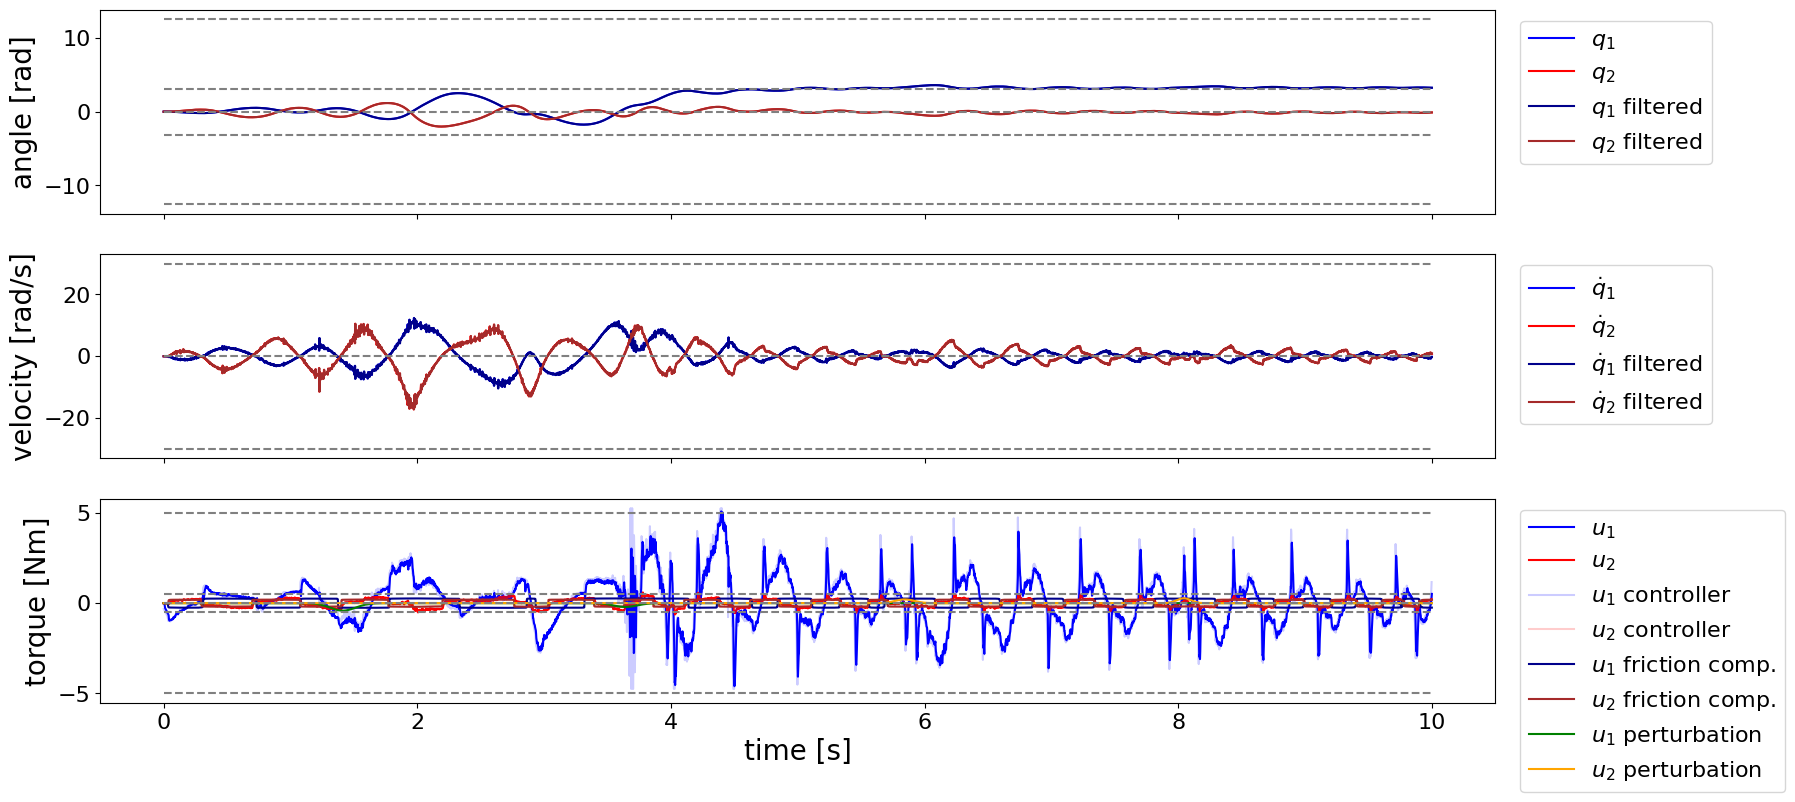 angle [rad]
10
0
−10
q₁
q₂
q₁ filtered
q₂ filtered
velocity [rad/s]
20
0
−20
q̇₁
q̇₂
q̇₁ filtered
q̇₂ filtered
torque [Nm]
5
0
−5
0
2
4
6
8
10
time [s]
u₁
u₂
u₁ controller
u₂ controller
u₁ friction comp.
u₂ friction comp.
u₁ perturbation
u₂ perturbation